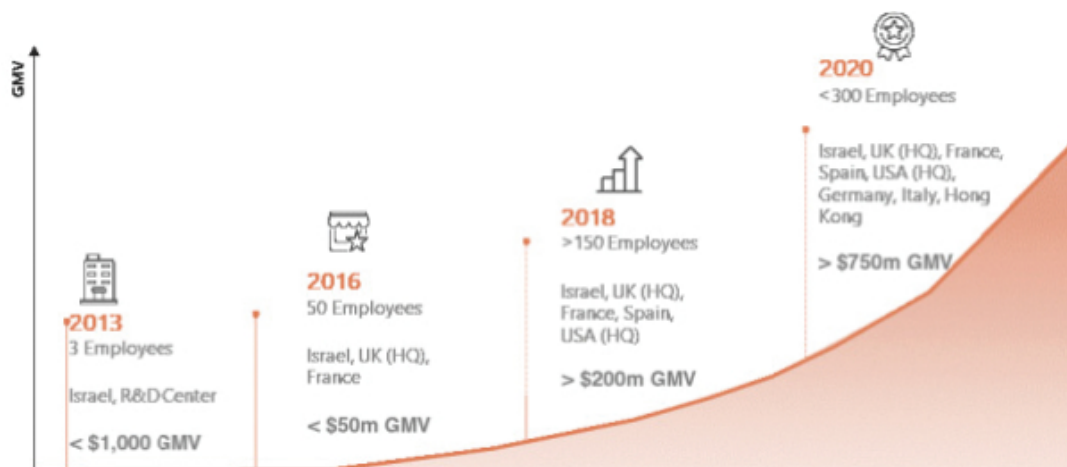 GMV
2013
3 Employees
Israel, R&D Center
< $1,000 GMV
2016
50 Employees
Israel, UK (HQ),
France
< $50m GMV
2018
>150 Employees
Israel, UK (HQ),
France, Spain,
USA (HQ)
> $200m GMV
2020
<300 Employees
Israel, UK (HQ), France,
Spain, USA (HQ),
Germany, Italy, Hong
Kong
> $750m GMV